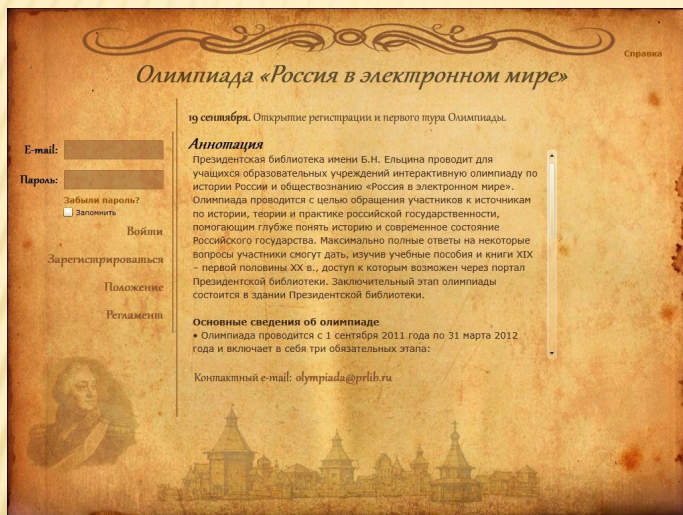 Справка
Олимпиада «Россия в электронном мире»
19 сентября. Открытие регистрации и первого тура Олимпиады.
E-mail:
Пароль:
Забыли пароль?
Запомнить
Войти
Зарегистрироваться
Положение
Регламент
Аннотация
Президентская библиотека имени Б.Н. Ельцина проводит для
учащихся образовательных учреждений интерактивную олимпиаду по
истории России и обществознанию «Россия в электронном мире».
Олимпиада проводится с целью обращения участников к источникам
по истории, теории и практике российской государственности,
помогающим глубже понять историю и современное состояние
Российского государства. Максимально полные ответы на некоторые
вопросы участники смогут дать, изучив учебные пособия и книги XIX
– первой половины XX в., доступ к которым возможен через портал
Президентской библиотеки. Заключительный этап олимпиады
состоится в здании Президентской библиотеки.
Основные сведения об олимпиаде
• Олимпиада проводится с 1 сентября 2011 года по 31 марта 2012
года и включает в себя три обязательных этапа:
Контактный e-mail: olympiada@prlib.ru